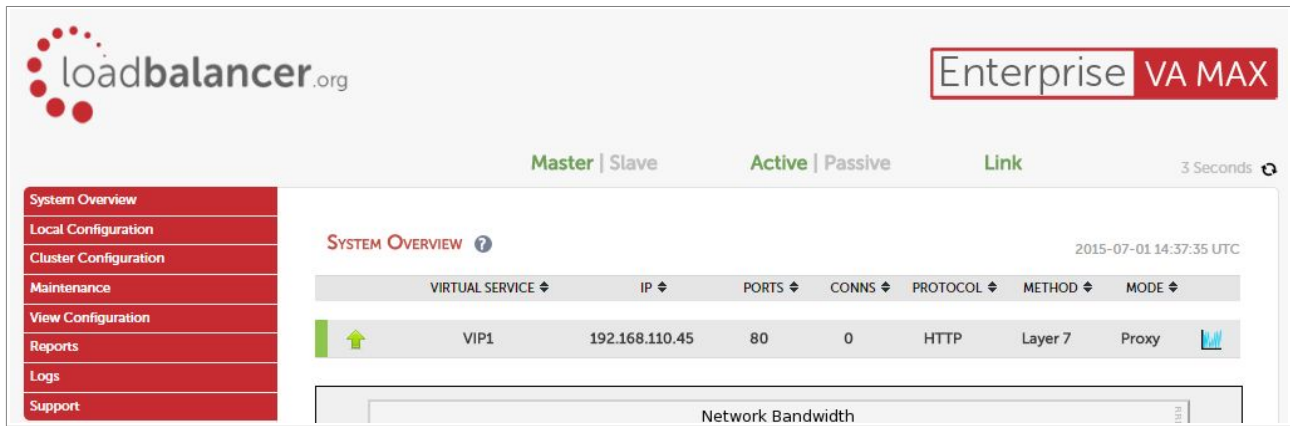 loadbalancer.org
Enterprise VA MAX
Master | Slave Active | Passive Link 3 Seconds
System Overview
Local Configuration
Cluster Configuration
Maintenance
View Configuration
Reports
Logs
Support
SYSTEM OVERVIEW ?
2015-07-01 14:37:35 UTC
VIRTUAL SERVICE IP PORTS CONNS PROTOCOL METHOD MODE
VIP1 192.168.110.45 80 0 HTTP Layer 7 Proxy
Network Bandwidth